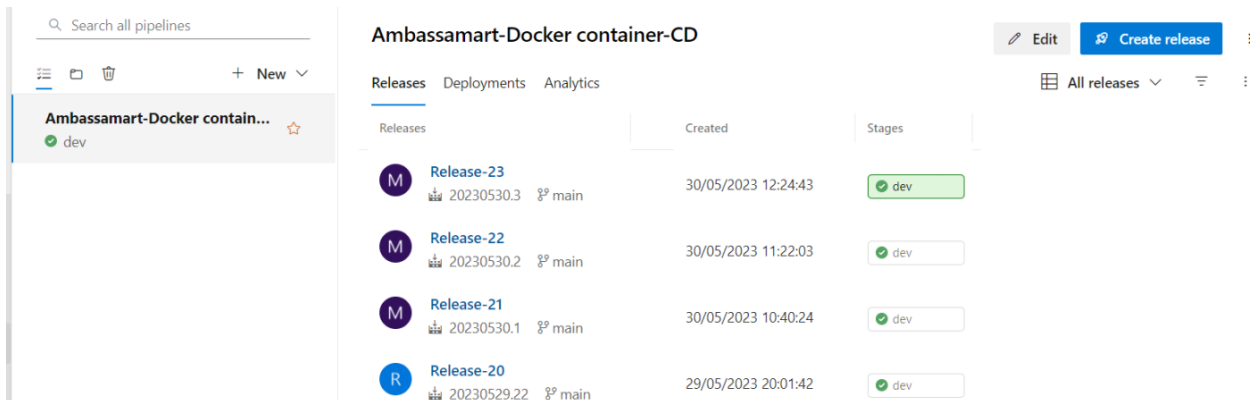 Search all pipelines
New
Ambassamart-Docker contain...
dev
Ambassamart-Docker container-CD
Edit
Create release
Releases Deployments Analytics
All releases
Releases Created Stages
M
Release-23
20230530.3 main
30/05/2023 12:24:43
dev
M
Release-22
20230530.2 main
30/05/2023 11:22:03
dev
M
Release-21
20230530.1 main
30/05/2023 10:40:24
dev
R
Release-20
20230529.22 main
29/05/2023 20:01:42
dev